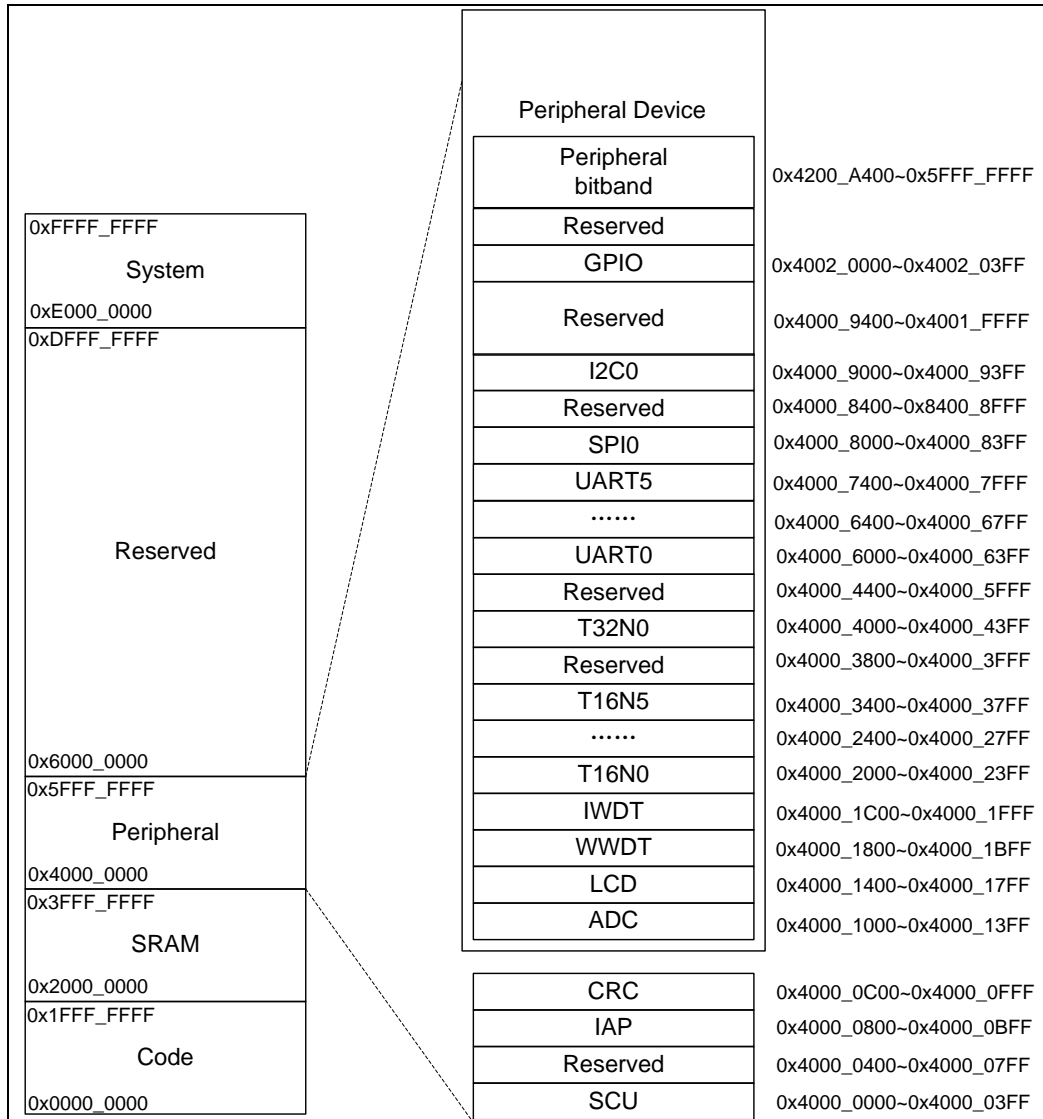 Peripheral Device
Peripheral
bitband
0x4200_A400~0x5FFF_FFFF
Reserved
GPIO
0x4002_0000~0x4002_03FF
Reserved
0x4000_9400~0x4001_FFFF
I2C0
0x4000_9000~0x4000_93FF
Reserved
0x4000_8400~0x8400_8FFF
SPI0
0x4000_8000~0x4000_83FF
UART5
0x4000_7400~0x4000_7FFF
......
0x4000_6400~0x4000_67FF
UART0
0x4000_6000~0x4000_63FF
Reserved
0x4000_4400~0x4000_5FFF
T32N0
0x4000_4000~0x4000_43FF
Reserved
0x4000_3800~0x4000_3FFF
T16N5
0x4000_3400~0x4000_37FF
......
0x4000_2400~0x4000_27FF
T16N0
0x4000_2000~0x4000_23FF
IWDT
0x4000_1C00~0x4000_1FFF
WWDT
0x4000_1800~0x4000_1BFF
LCD
0x4000_1400~0x4000_17FF
ADC
0x4000_1000~0x4000_13FF
CRC
0x4000_0C00~0x4000_0FFF
IAP
0x4000_0800~0x4000_0BFF
Reserved
0x4000_0400~0x4000_07FF
SCU
0x4000_0000~0x4000_03FF
0xFFFF_FFFF
System
0xE000_0000
0xDFFF_FFFF
Reserved
0x6000_0000
0x5FFF_FFFF
Peripheral
0x4000_0000
0x3FFF_FFFF
SRAM
0x2000_0000
0x1FFF_FFFF
Code
0x0000_0000